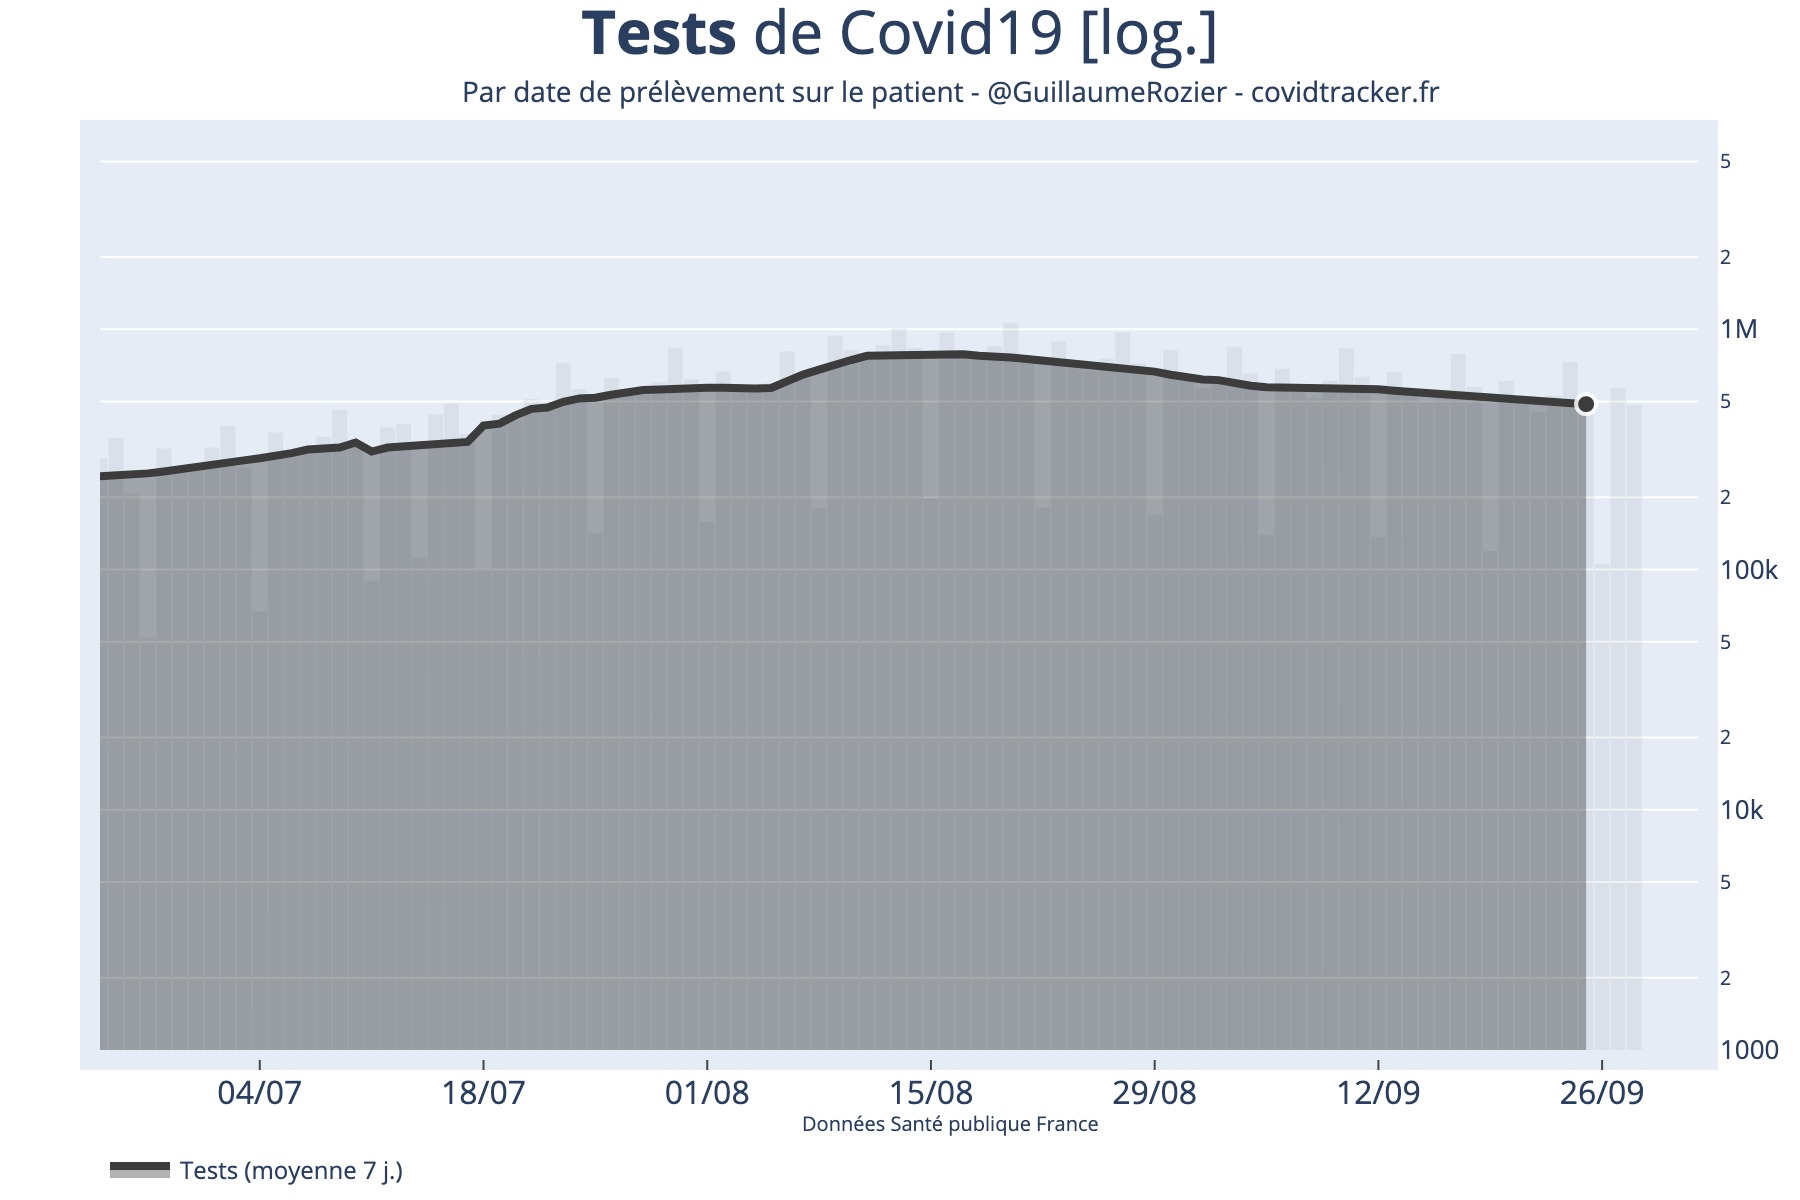 Tests de Covid19 [log.]
Par date de prélèvement sur le patient - @GuillaumeRozier - covidtracker.fr
5
2
1M
5
2
100k
5
2
10k
5
2
1000
04/07 18/07 01/08 15/08 29/08 12/09 26/09
Données Santé publique France
Tests (moyenne 7 j.)